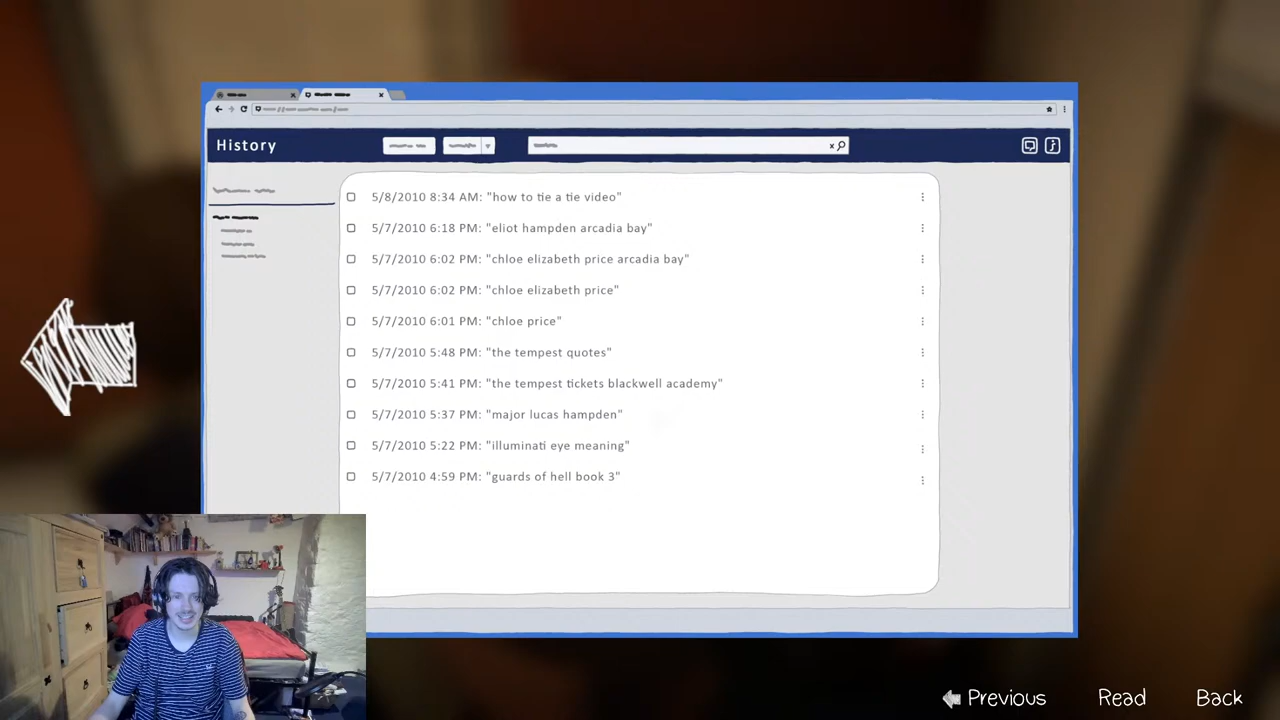 History
5/8/2010 8:34 AM: "how to tie a tie video"
5/7/2010 6:18 PM: "eliot hampden arcadia bay"
5/7/2010 6:02 PM: "chloe elizabeth price arcadia bay"
5/7/2010 6:02 PM: "chloe elizabeth price"
5/7/2010 6:01 PM: "chloe price"
5/7/2010 5:48 PM: "the tempest quotes"
5/7/2010 5:41 PM: "the tempest tickets blackwell academy"
5/7/2010 5:37 PM: "major lucas hampden"
5/7/2010 5:22 PM: "illuminati eye meaning"
5/7/2010 4:59 PM: "guards of hell book 3"
Previous Read Back